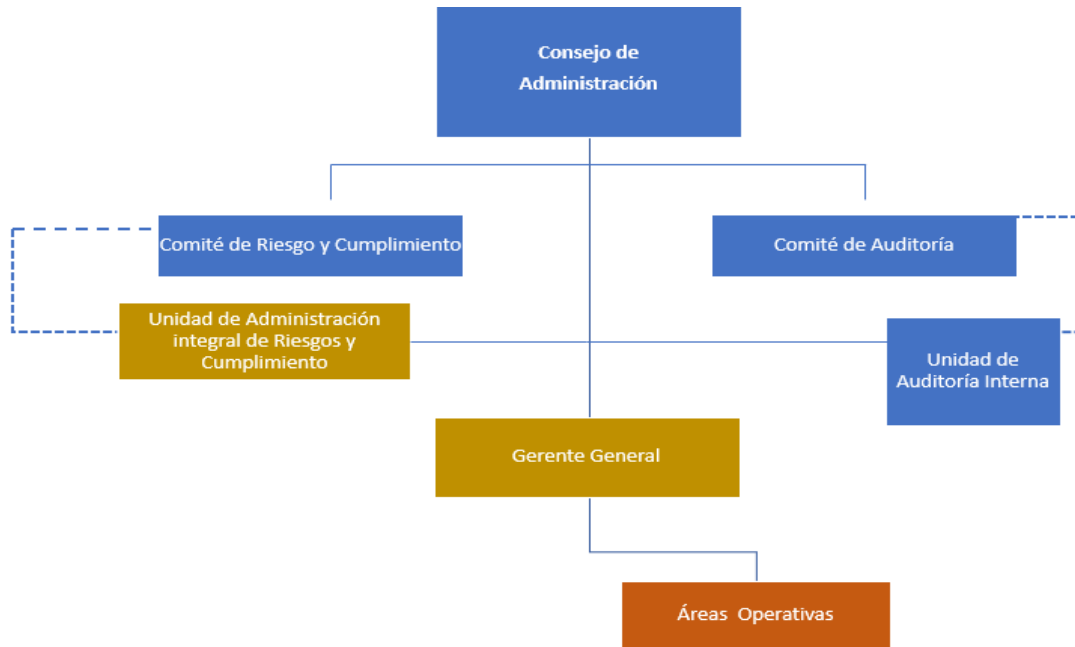 Consejo de
Administración
Comité de Riesgo y Cumplimiento
Comité de Auditoría
Unidad de Administración
integral de Riesgos y
Cumplimiento
Unidad de
Auditoría Interna
Gerente General
Áreas Operativas